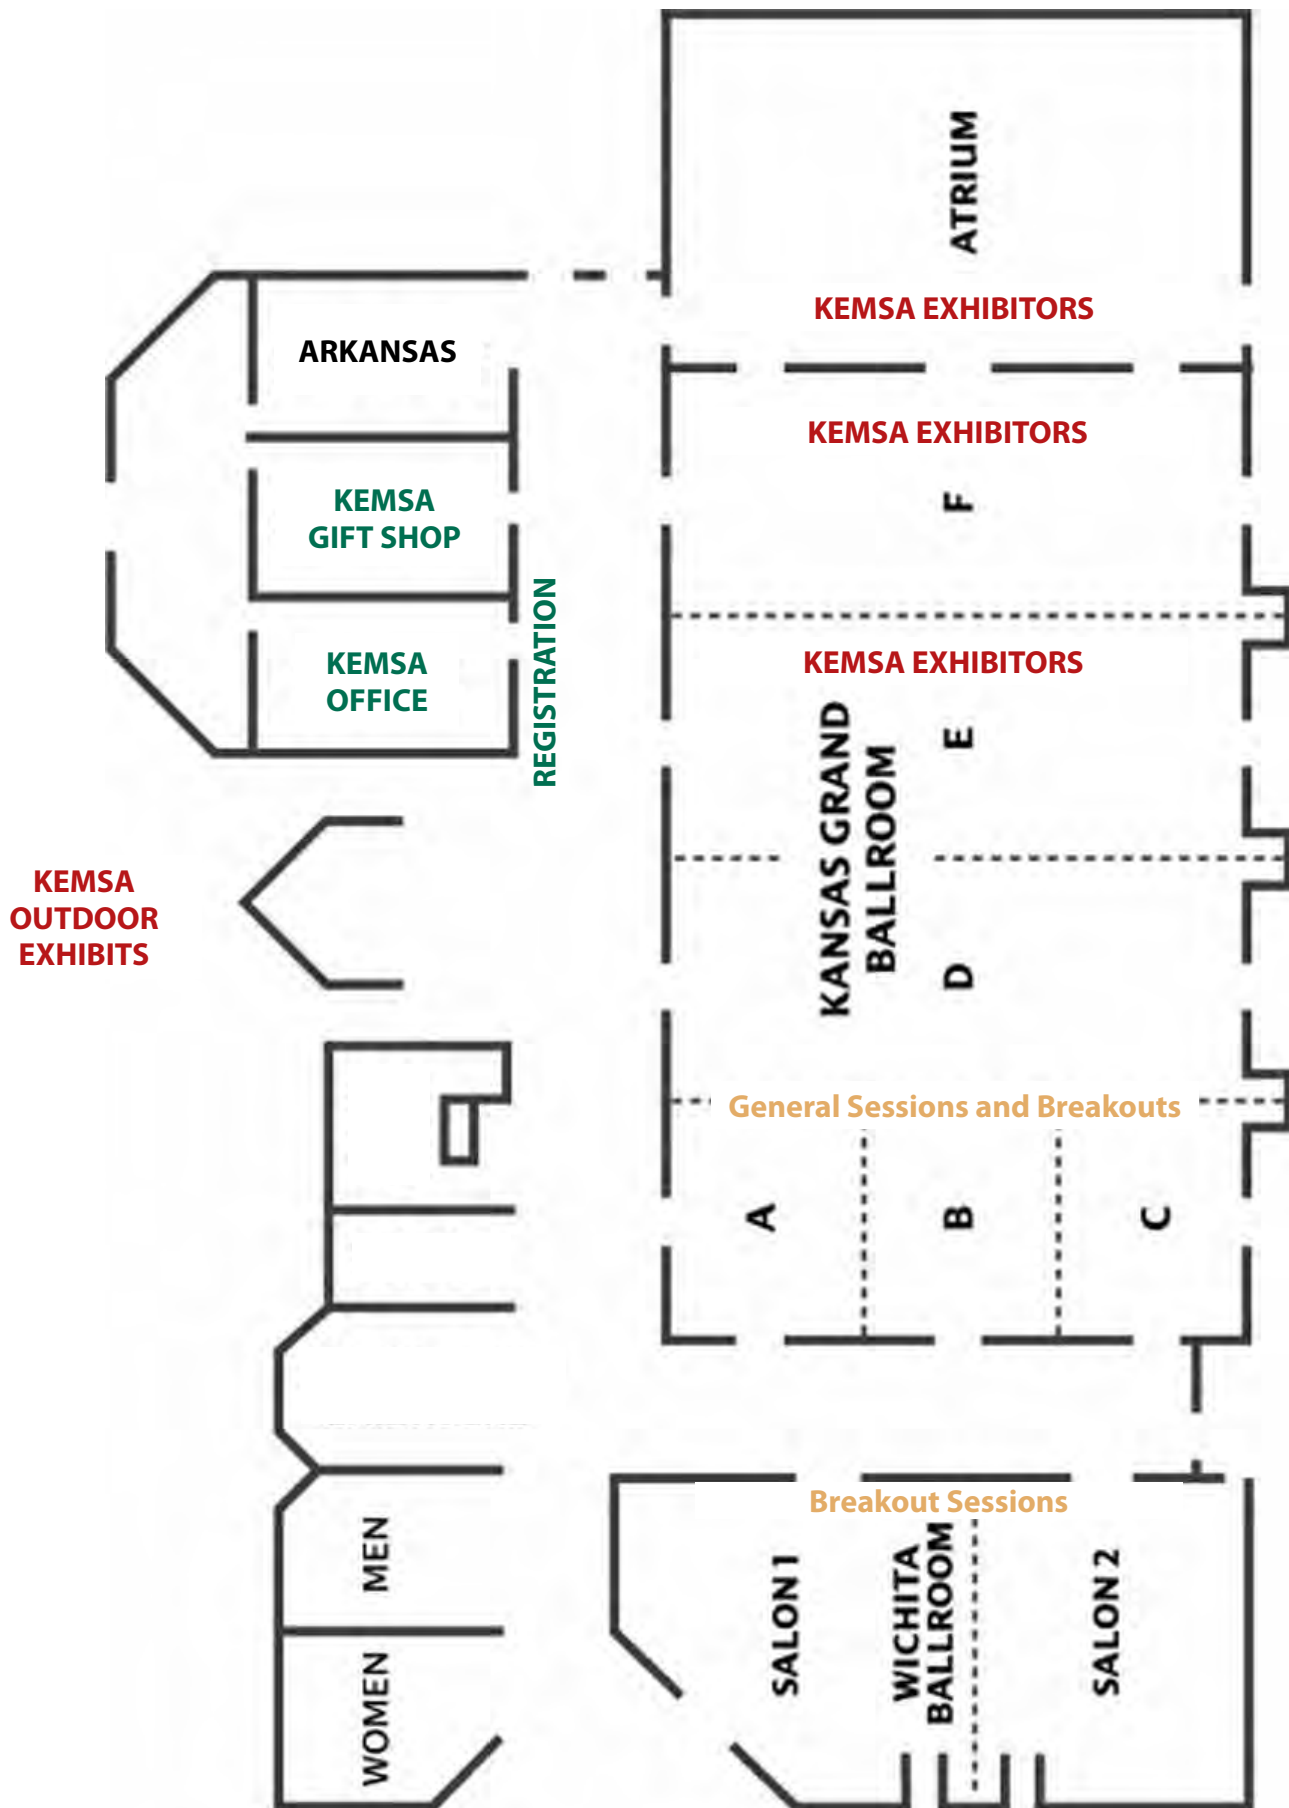 ATRIUM
KEMSA EXHIBITORS
ARKANSAS
KEMSA EXHIBITORS
F
KEMSA
GIFT SHOP
REGISTRATION
KEMSA
OFFICE
KEMSA EXHIBITORS
E
KANSAS GRAND
BALLROOM
D
KEMSA
OUTDOOR
EXHIBITS
General Sessions and Breakouts
A
B
C
Breakout Sessions
MEN
WOMEN
SALON 1
WICHITA
BALLROOM
SALON 2